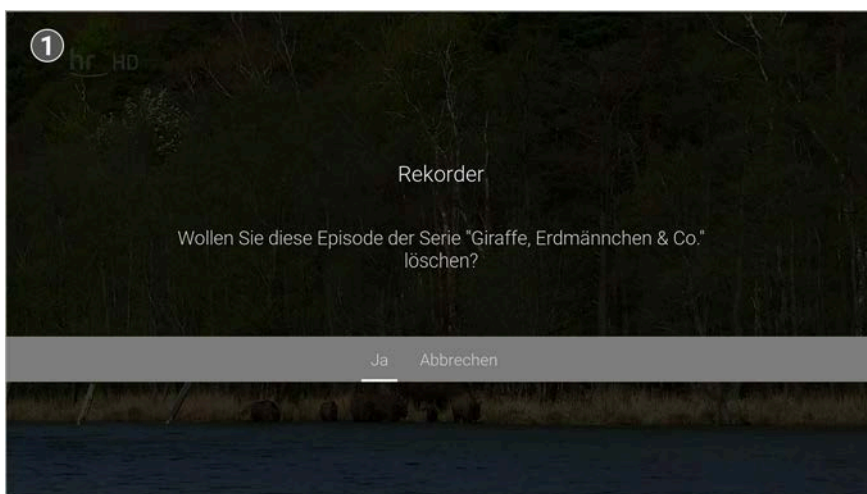 1
hr HD
Rekorder
Wollen Sie diese Episode der Serie "Giraffe, Erdmännchen & Co."
löschen?
Ja Abbrechen